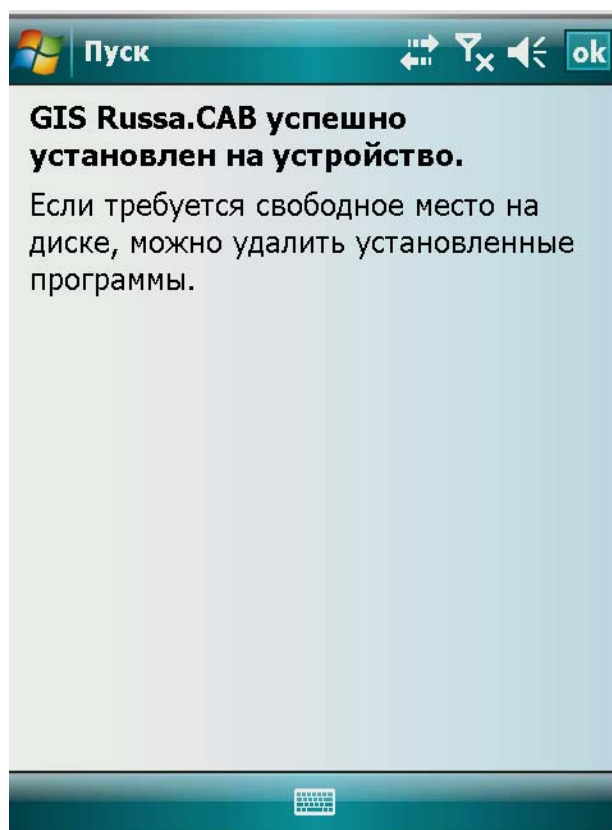 Пуск
ok
GIS Russa.CAB успешно
установлен на устройство.
Если требуется свободное место на
диске, можно удалить установленные
программы.